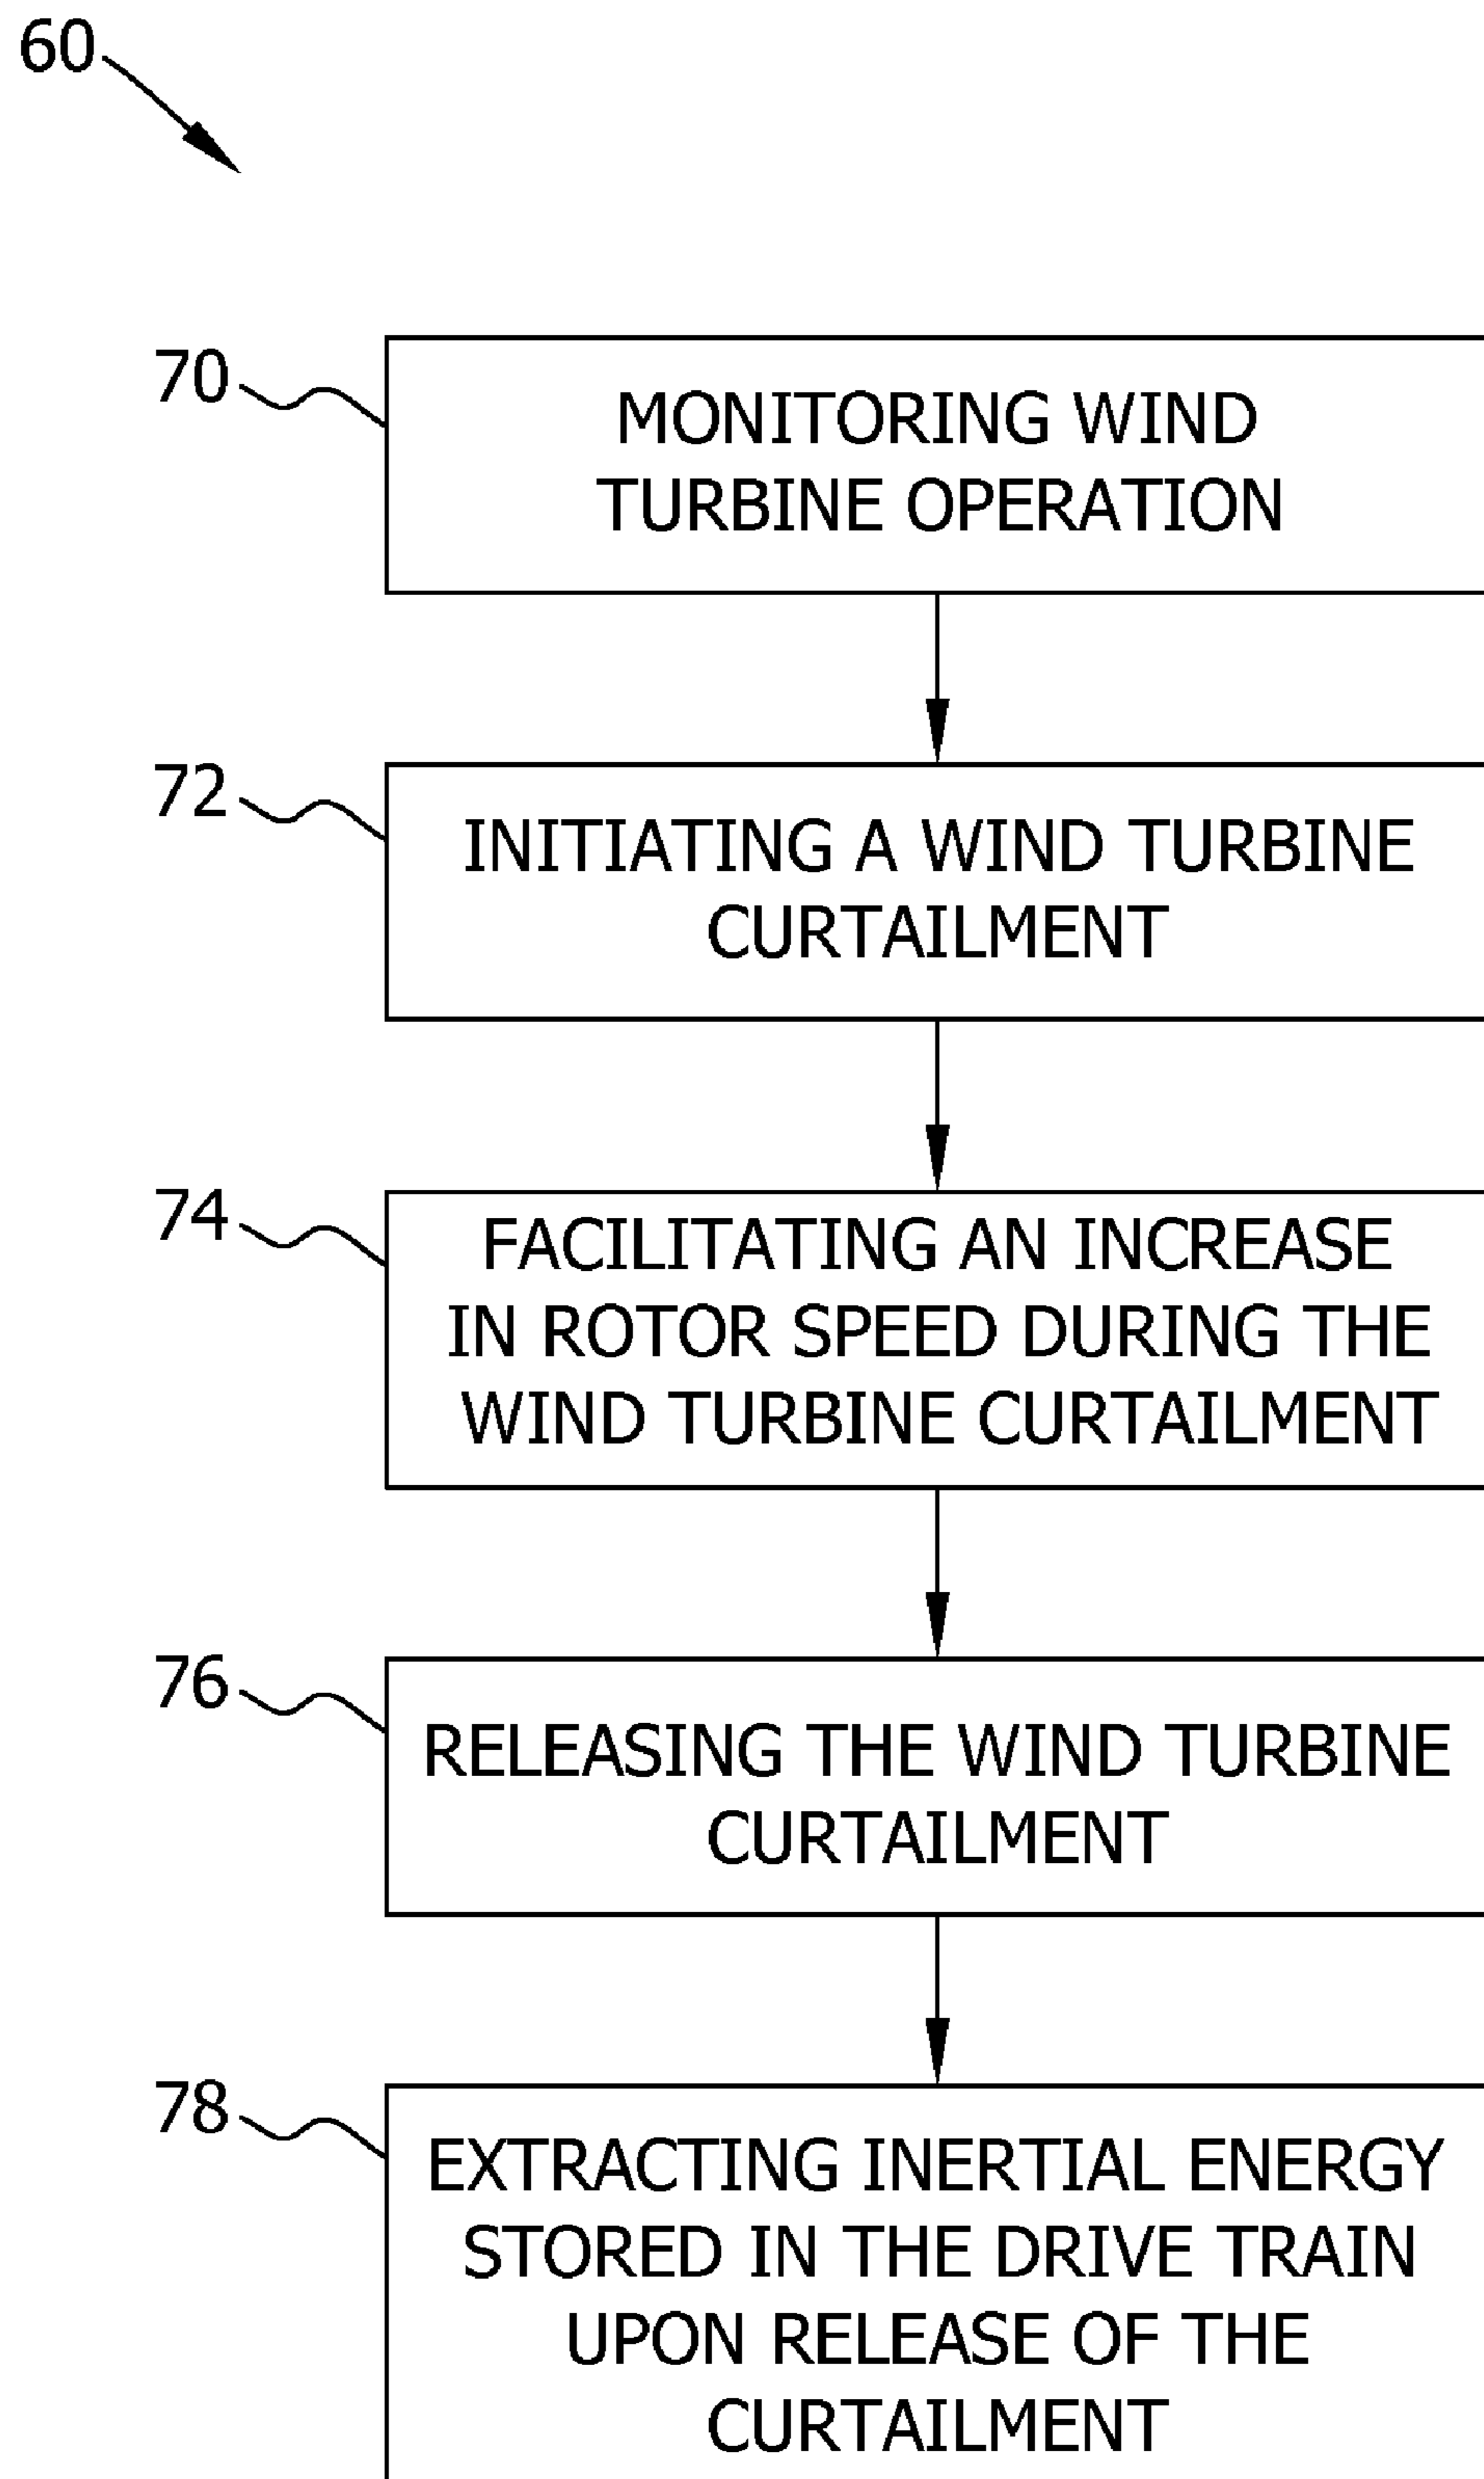 60
70
MONITORING WIND
TURBINE OPERATION
72
INITIATING A WIND TURBINE
CURTAILMENT
74
FACILITATING AN INCREASE
IN ROTOR SPEED DURING THE
WIND TURBINE CURTAILMENT
76
RELEASING THE WIND TURBINE
CURTAILMENT
78
EXTRACTING INERTIAL ENERGY
STORED IN THE DRIVE TRAIN
UPON RELEASE OF THE
CURTAILMENT